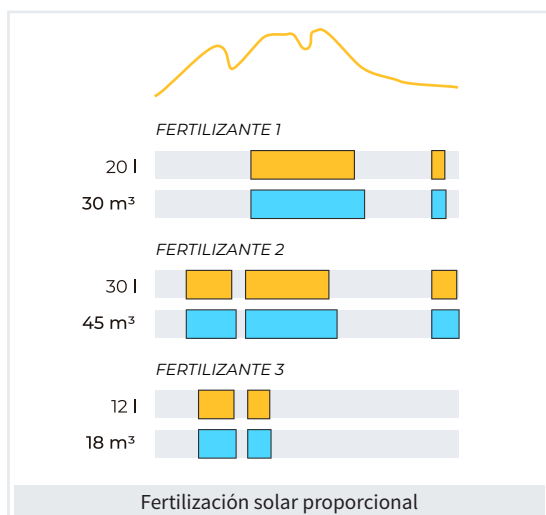 FERTILIZANTE 1
20 l
30 m³
FERTILIZANTE 2
30 l
45 m³
FERTILIZANTE 3
12 l
18 m³
Fertilización solar proporcional